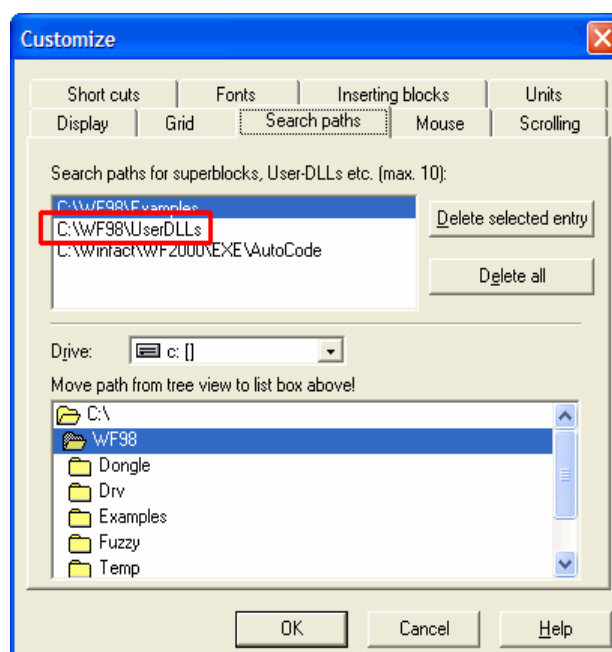 Customize
Short cuts Fonts Inserting blocks Units
Display Grid Search paths Mouse Scrolling
Search paths for superblocks, User-DLLs etc. (max. 10):
C:\WF98\Examples
C:\WF98\UserDLLs
C:\Winfact\WF2000\EXE\AutoCode
Delete selected entry
Delete all
Drive: c: []
Move path from tree view to list box above!
C:\
WF98
Dongle
Drv
Examples
Fuzzy
Temp
OK Cancel Help